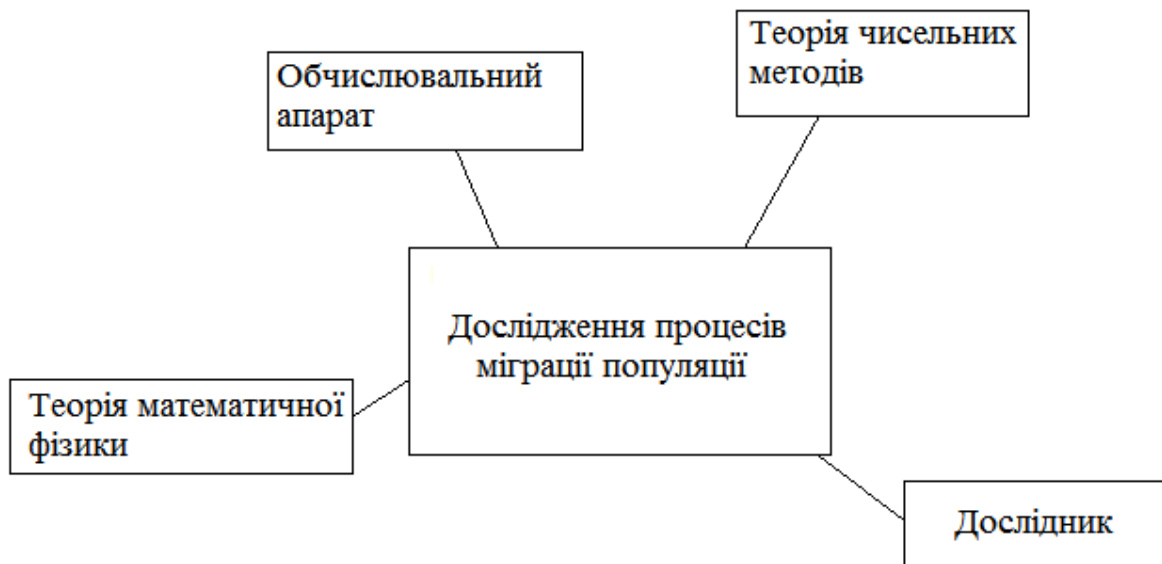 Теорія чисельних
методів
Обчислювальний
апарат
Дослідження процесів
міграції популяції
Теорія математичної
фізики
Дослідник